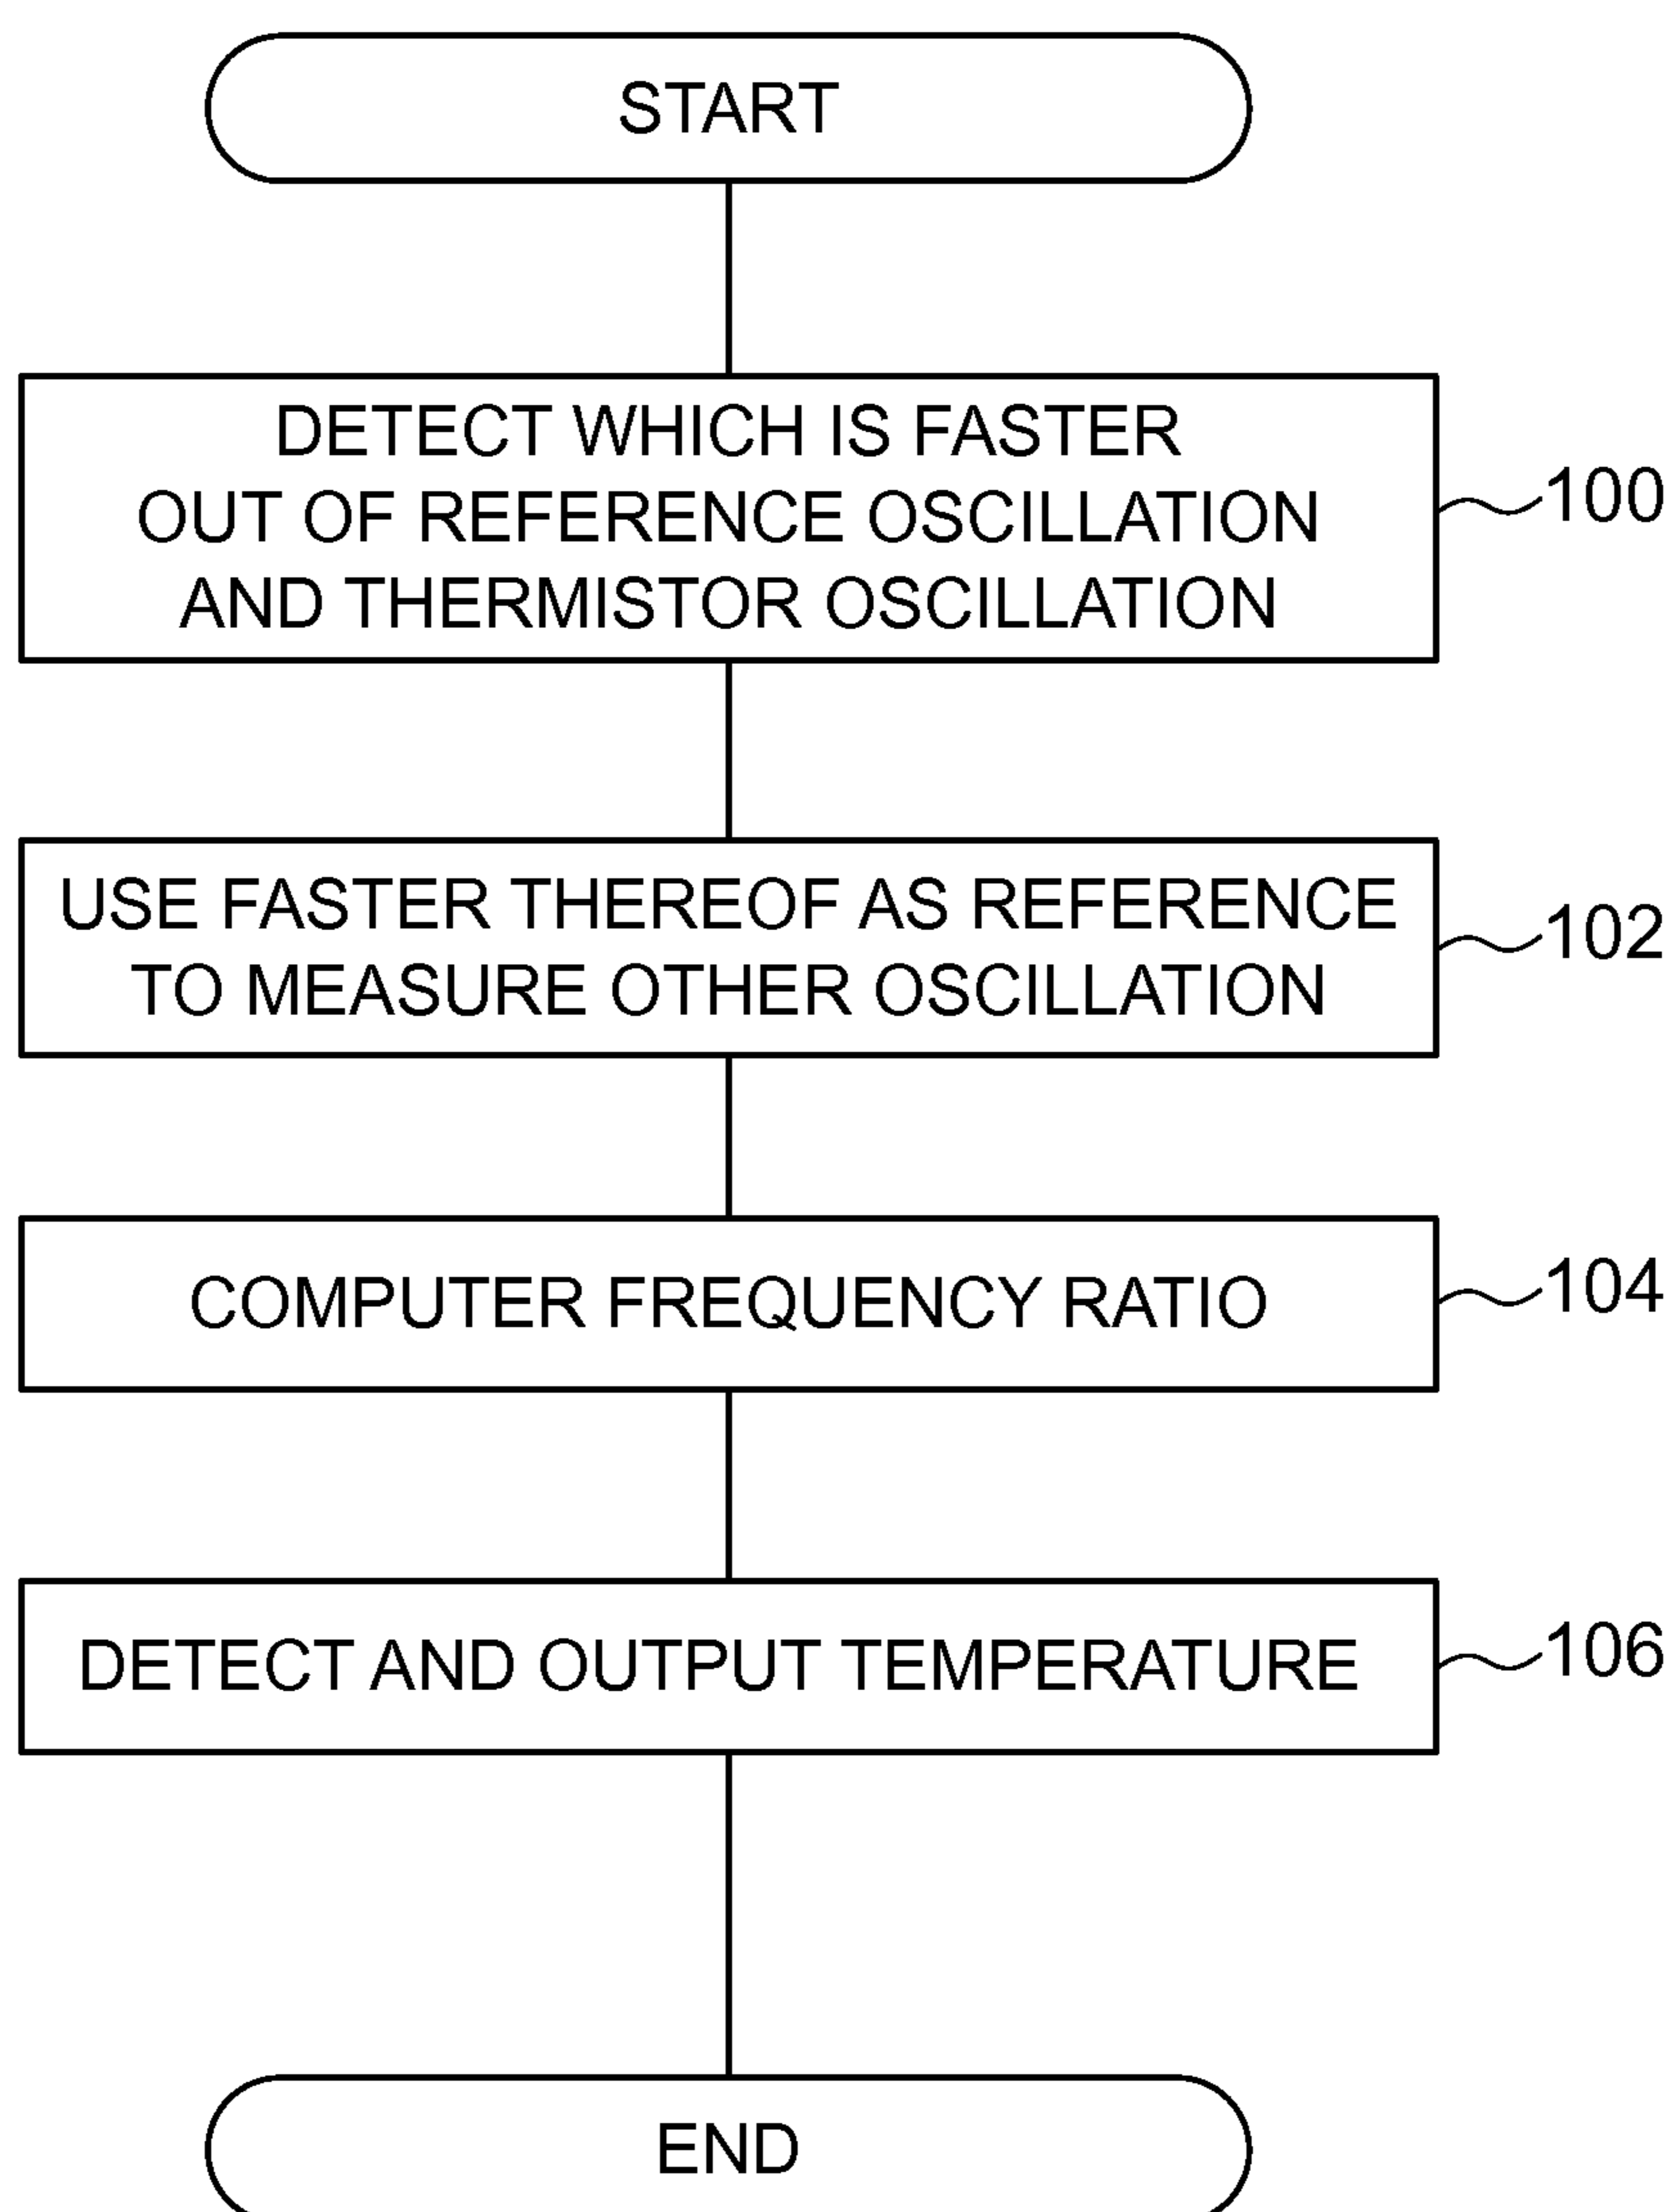 START
DETECT WHICH IS FASTER
OUT OF REFERENCE OSCILLATION
AND THERMISTOR OSCILLATION
100
USE FASTER THEREOF AS REFERENCE
TO MEASURE OTHER OSCILLATION
102
COMPUTER FREQUENCY RATIO
104
DETECT AND OUTPUT TEMPERATURE
106
END